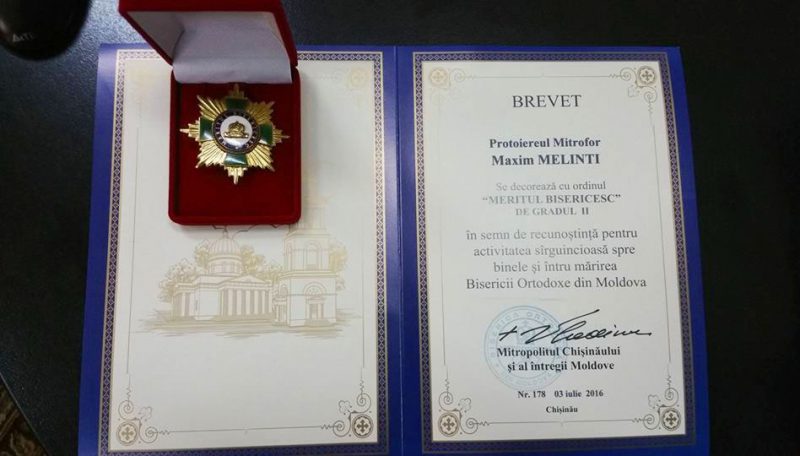 BREVET
Protoiereul Mitrofor
Maxim MELINTI
Se decorează cu ordinul
“MERITUL BISERICESC”
DE GRADUL II
în semn de recunoștință pentru
activitatea sîrguincioasă spre
binele și întru mărirea
Bisericii Ortodoxe din Moldova
Mitropolitul Chișinăului
și al întregii Moldove
Nr. 178 03 iulie 2016
Chișinău